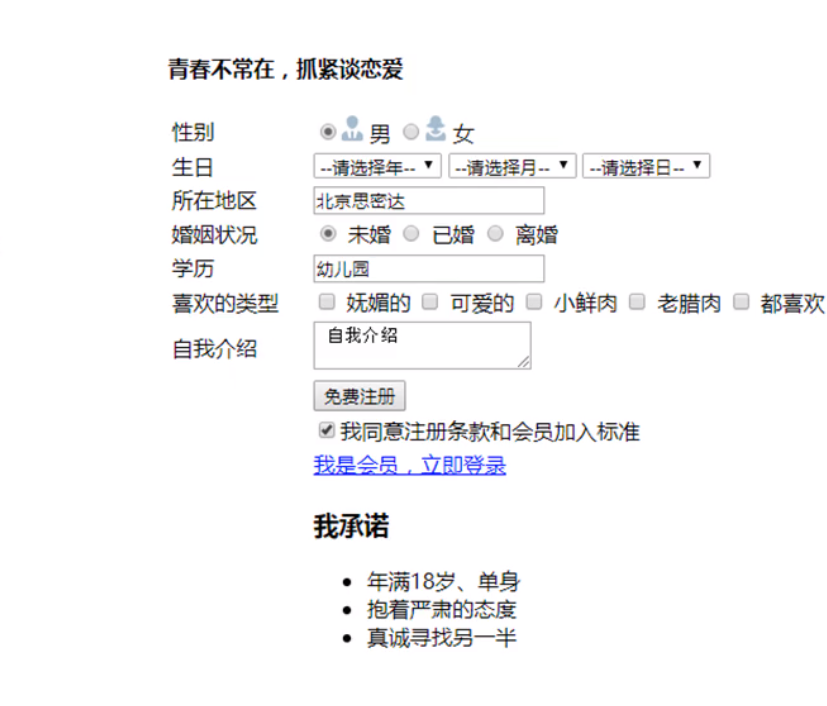 青春不常在，抓紧谈恋爱
性别 男 女
生日 --请选择年-- --请选择月-- --请选择日--
所在地区 北京思密达
婚姻状况 未婚 已婚 离婚
学历 幼儿园
喜欢的类型 妩媚的 可爱的 小鲜肉 老腊肉 都喜欢
自我介绍 自我介绍
免费注册
我同意注册条款和会员加入标准
我是会员，立即登录
我承诺
年满18岁、单身
抱着严肃的态度
真诚寻找另一半